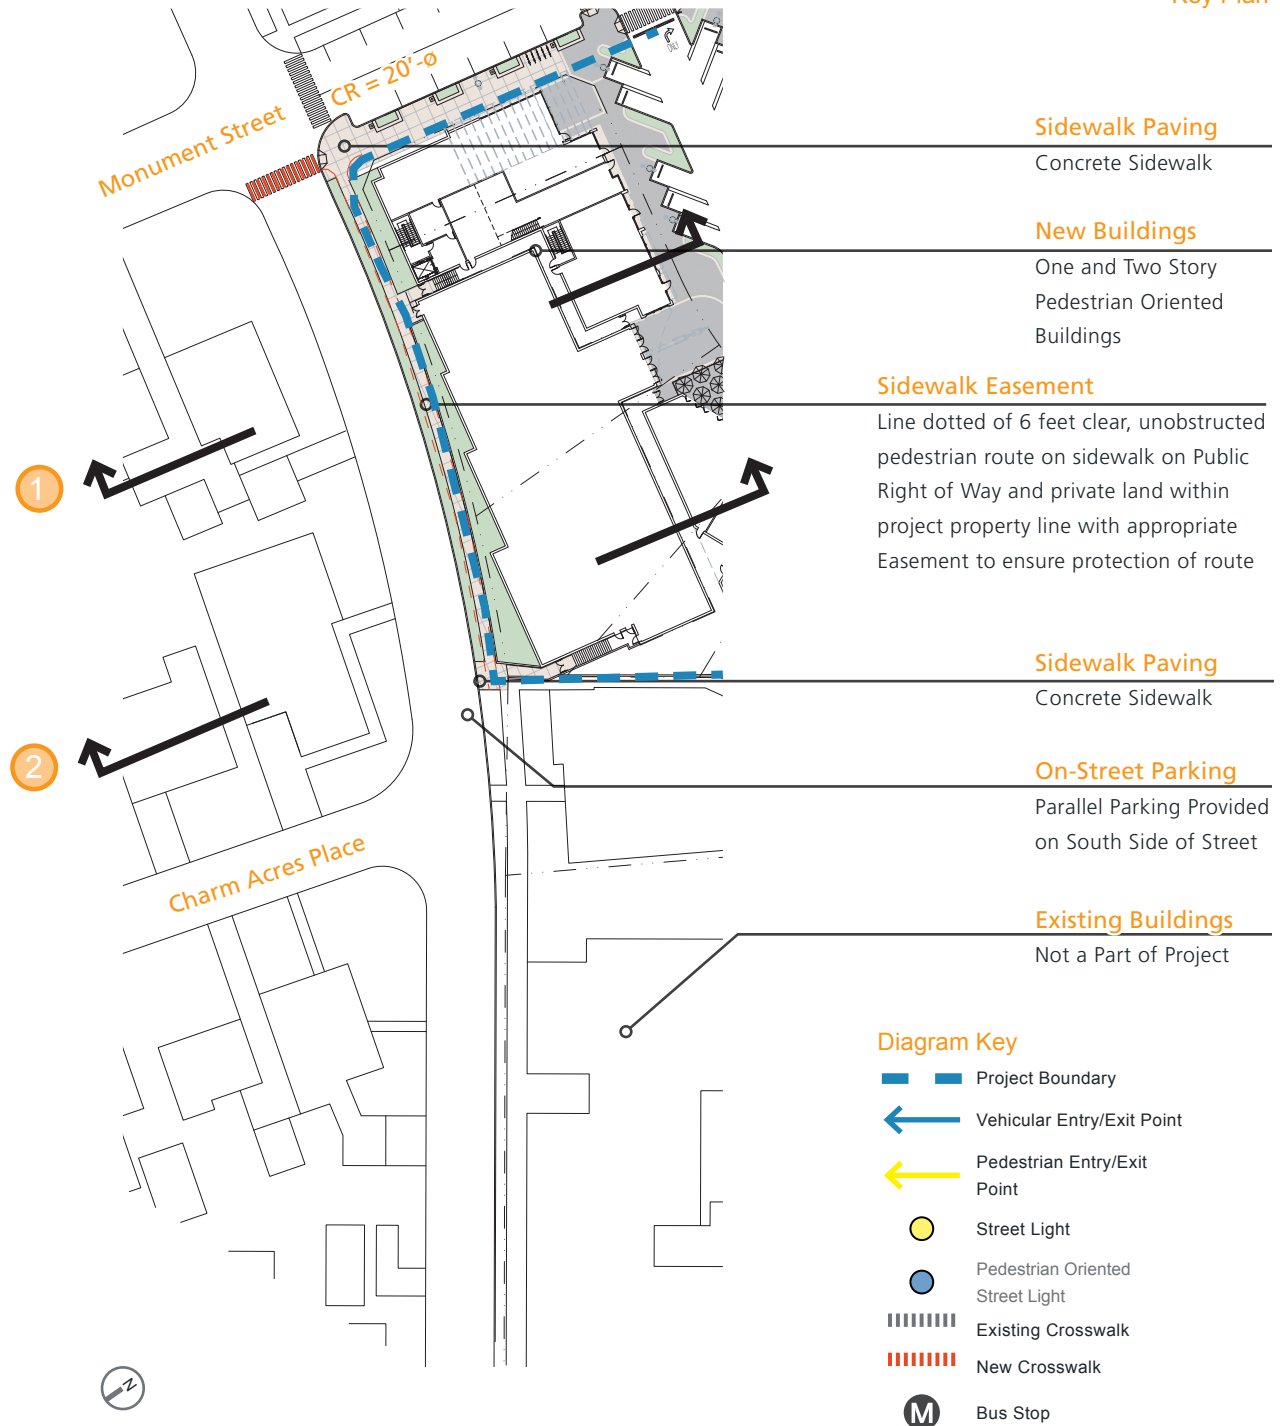 Key Plan
ONLY
CR = 20'-ø
Monument Street
Sidewalk Paving
Concrete Sidewalk
New Buildings
One and Two Story
Pedestrian Oriented
Buildings
Sidewalk Easement
Line dotted of 6 feet clear, unobstructed
pedestrian route on sidewalk on Public
Right of Way and private land within
project property line with appropriate
Easement to ensure protection of route
1
Sidewalk Paving
Concrete Sidewalk
2
On-Street Parking
Parallel Parking Provided
on South Side of Street
Charm Acres Place
Existing Buildings
Not a Part of Project
Diagram Key
Project Boundary
Vehicular Entry/Exit Point
Pedestrian Entry/Exit
Point
Street Light
Pedestrian Oriented
Street Light
Existing Crosswalk
New Crosswalk
M Bus Stop
N